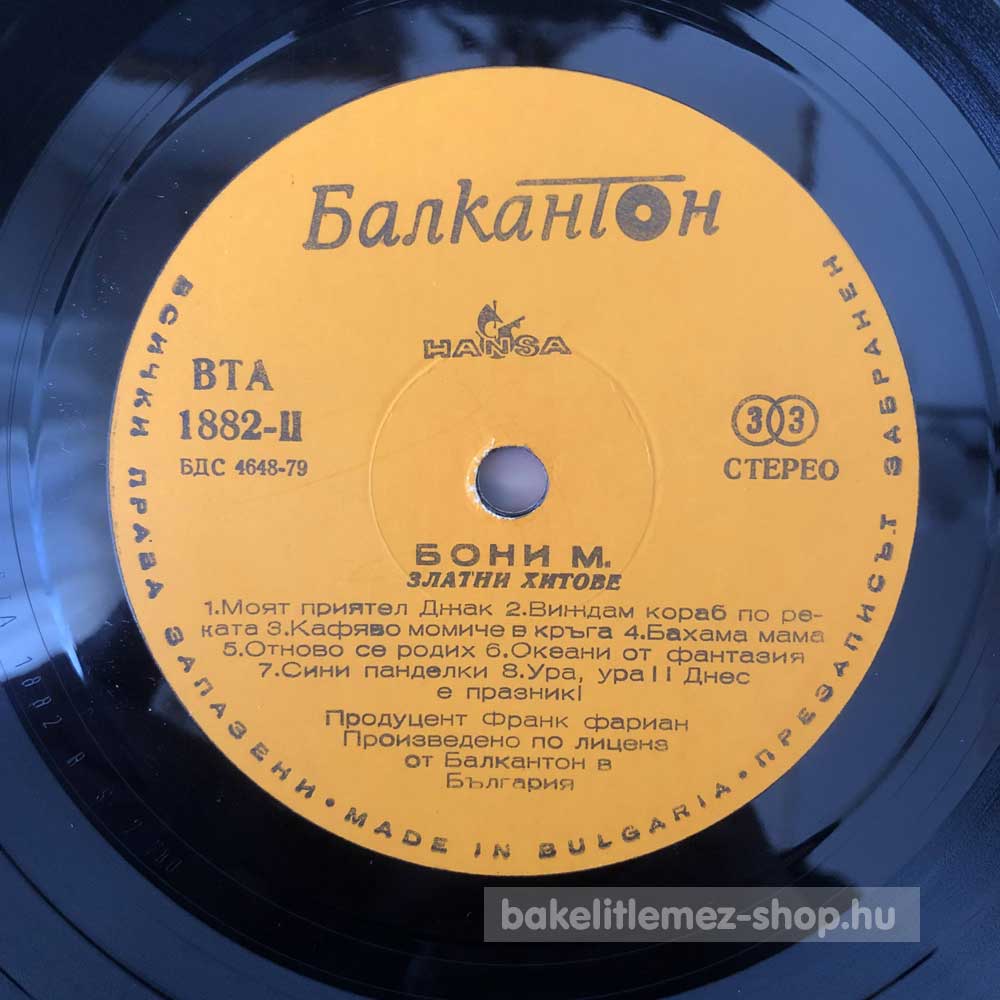 Балкантон
HANSA
ВТА
1882-II
БДС 4648-79
33
СТЕРЕО
БОНИ М.
ЗЛАТНИ ХИТОВЕ
1.Моят приятел Джак 2.Виждам кораб по ре-
ката 3.Кафяво момиче в кръга 4.Бахама мама
5.Отново се родих 6.Океани от фантазия
7.Сини панделки 8.Ура, ура!! Днес
е празник!
Продуцент Франк фариан
Произведено по лиценз
от Балкантон в
България
ВСИЧКИ ПРАВА ЗАПАЗЕНИ • MADE IN BULGARIA • ПРЕЗАПИСЪТ ЗАБРАНЕН
bakelitlemez-shop.hu